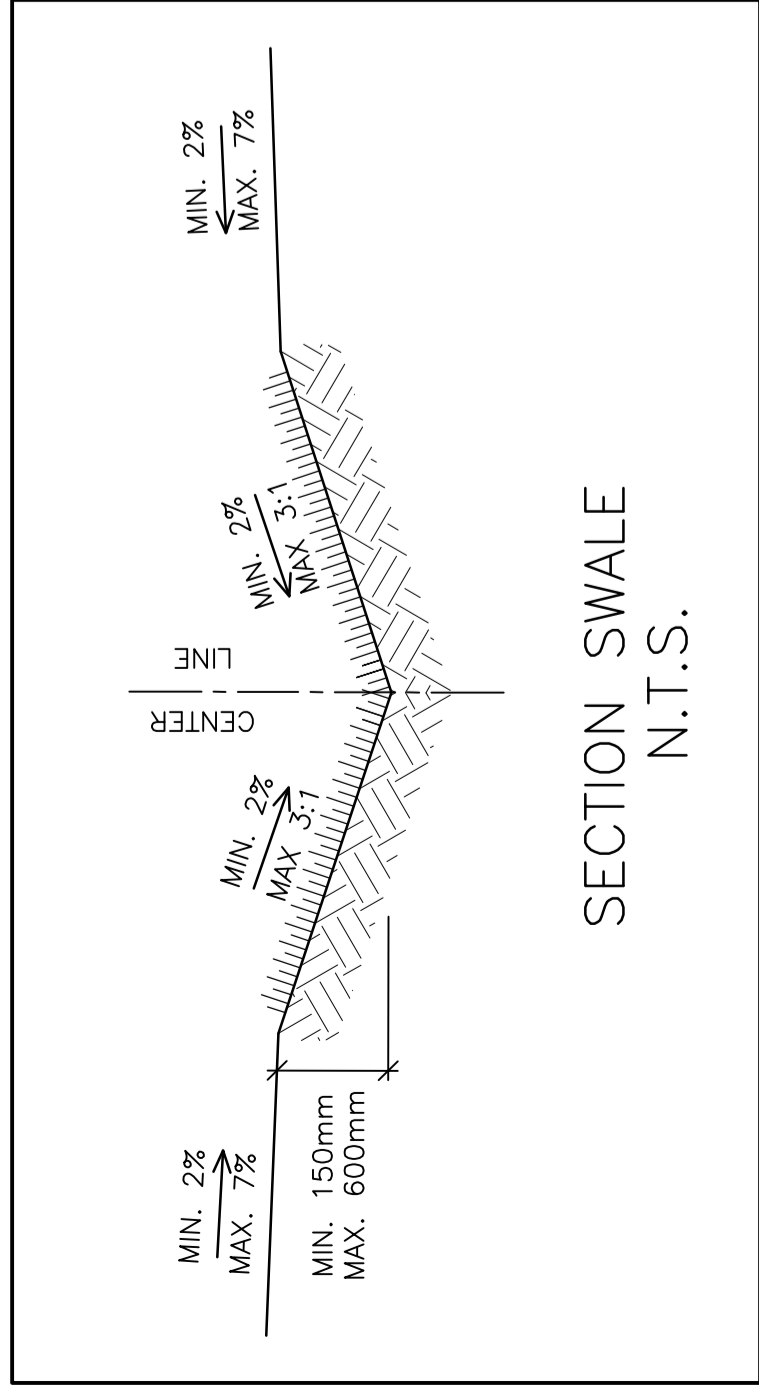 MIN. 2%
MAX. 7%
MIN. 2%
MAX 3:1
CENTER
LINE
MIN. 2%
MAX 3:1
MIN. 2%
MAX. 7%
MIN. 150mm
MAX. 600mm
SECTION SWALE
N.T.S.